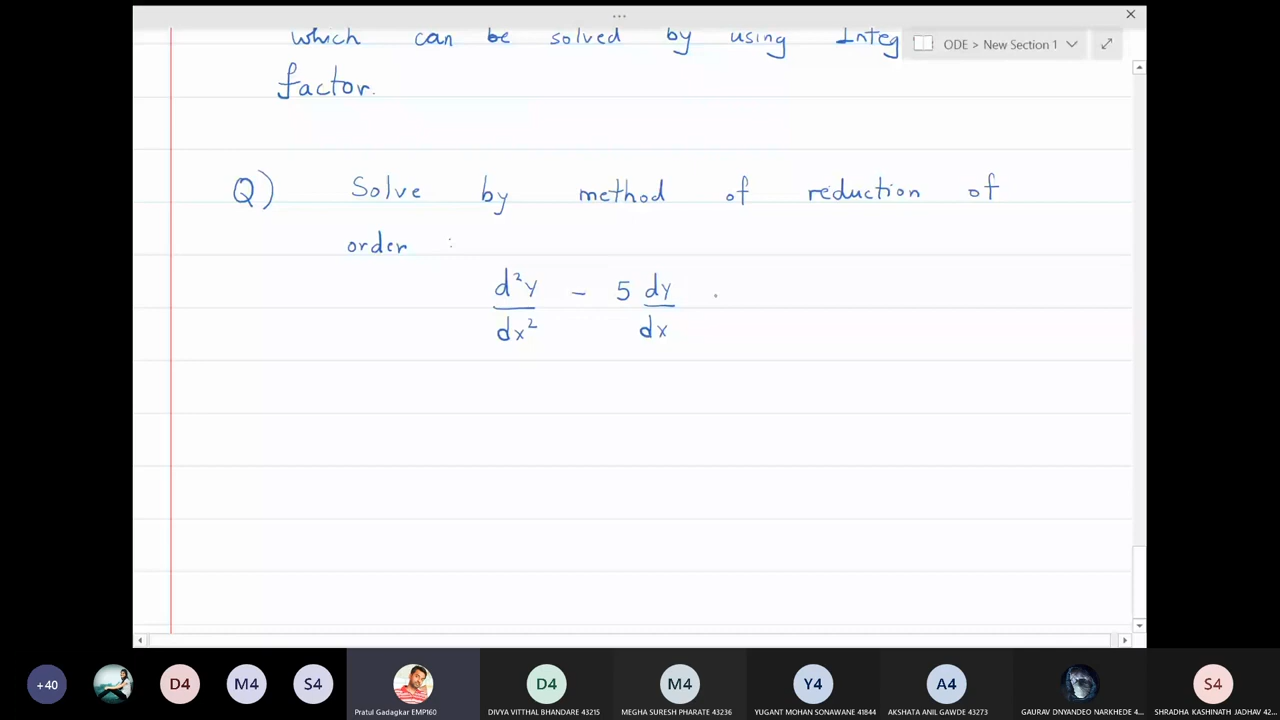 which can be solved by using Integ
ODE > New Section 1
factor.
Q) Solve by method of reduction of
order :
d²y/dx² - 5 dy/dx
+40
D4
M4
S4
Pratul Gadagkar EMP160
D4
DIVYA VITTHAL BHANDARE 43215
M4
MEGHA SURESH PHARATE 43236
Y4
YUGANT MOHAN SONAWANE 41844
A4
AKSHATA ANIL GAWDE 43273
GAURAV DNYANDEO NARKHEDE 4...
S4
SHRADHA KASHINATH JADHAV 42...